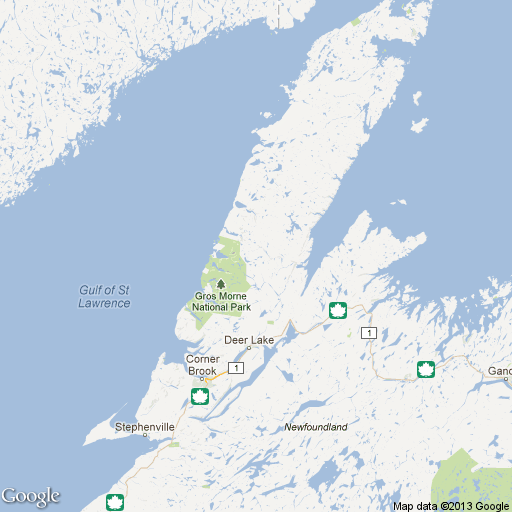 Gulf of St
Lawrence
Gros Morne
National Park
1
Deer Lake
Corner
Brook
1
Stephenville
Newfoundland
Gand
Google
Map data ©2013 Google